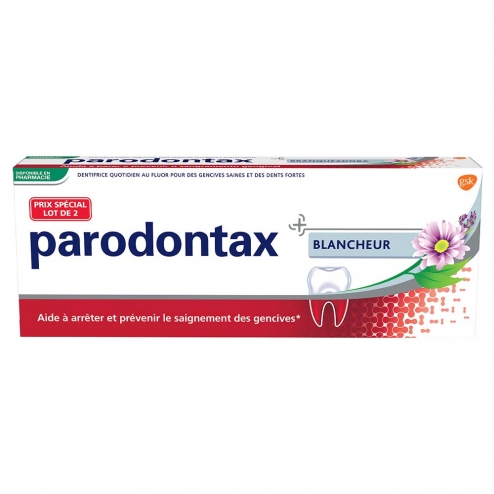 parodontax
BLANQUEADORA
DISPONIBLE EN
PHARMACIE
DENTIFRICE QUOTIDIEN AU FLUOR POUR DES GENCIVES SAINES ET DES DENTS FORTES
gsk
PRIX SPÉCIAL
LOT DE 2
parodontax
+ BLANCHEUR
Aide à arrêter et prévenir le saignement des gencives*